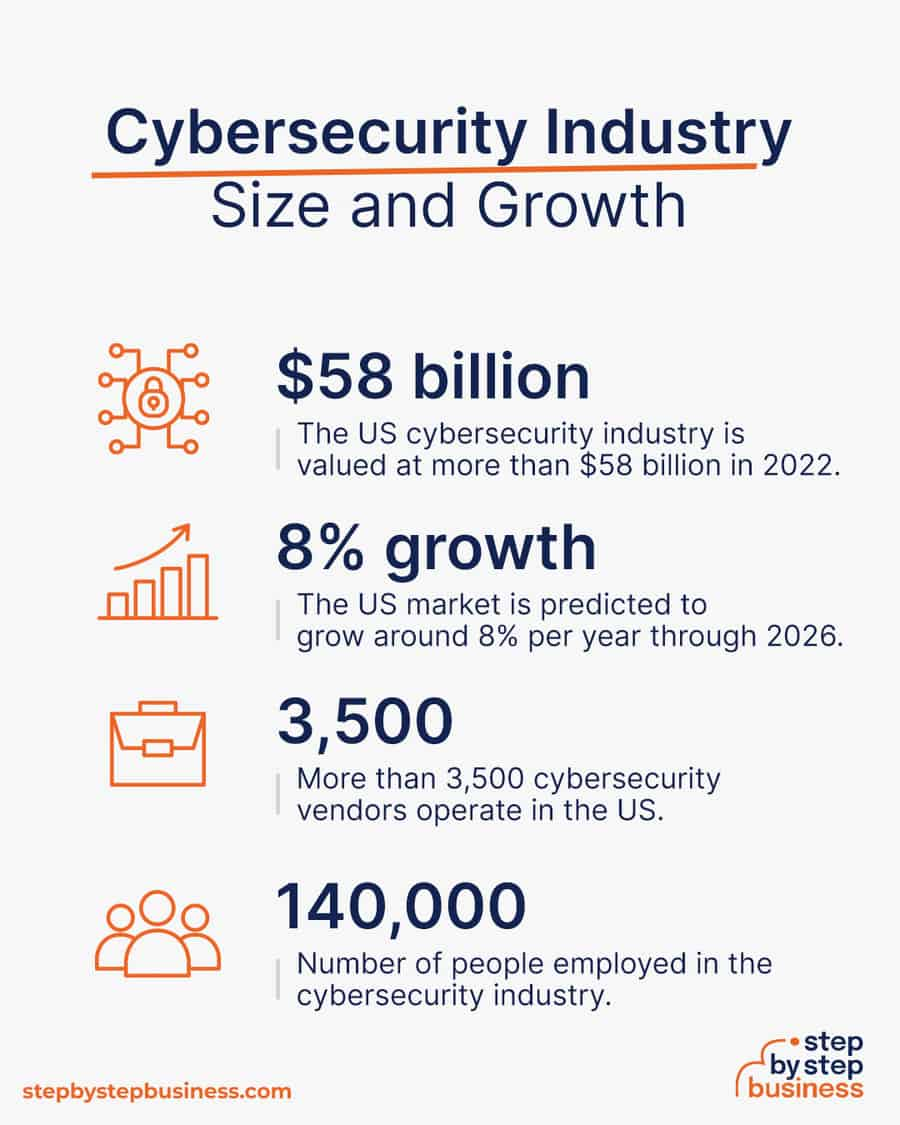 Cybersecurity Industry
Size and Growth
$58 billion
The US cybersecurity industry is
valued at more than $58 billion in 2022.
8% growth
The US market is predicted to
grow around 8% per year through 2026.
3,500
More than 3,500 cybersecurity
vendors operate in the US.
140,000
Number of people employed in the
cybersecurity industry.
stepbystepbusiness.com
step
by step
business